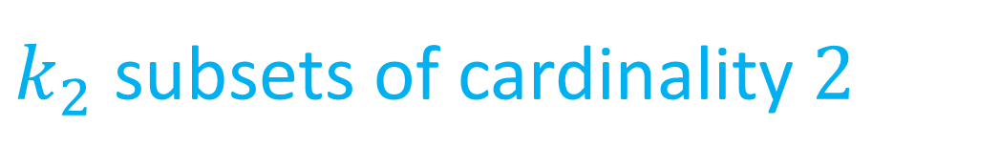 k₂ subsets of cardinality 2